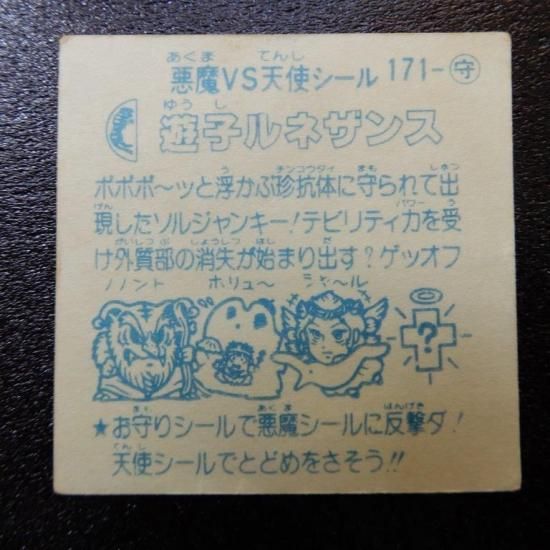 悪魔VS天使シール 171-守
遊子ルネザンス
ポポポ〜ッと浮かぶ珍抗体に守られて出
現したソルジャンキー!テビリティ力を受
け外質部の消失が始まり出す?ゲッオフ
ノノント ホリュ〜 シャ〜ル
?
★お守りシールで悪魔シールに反撃ダ!
天使シールでとどめをさそう!!